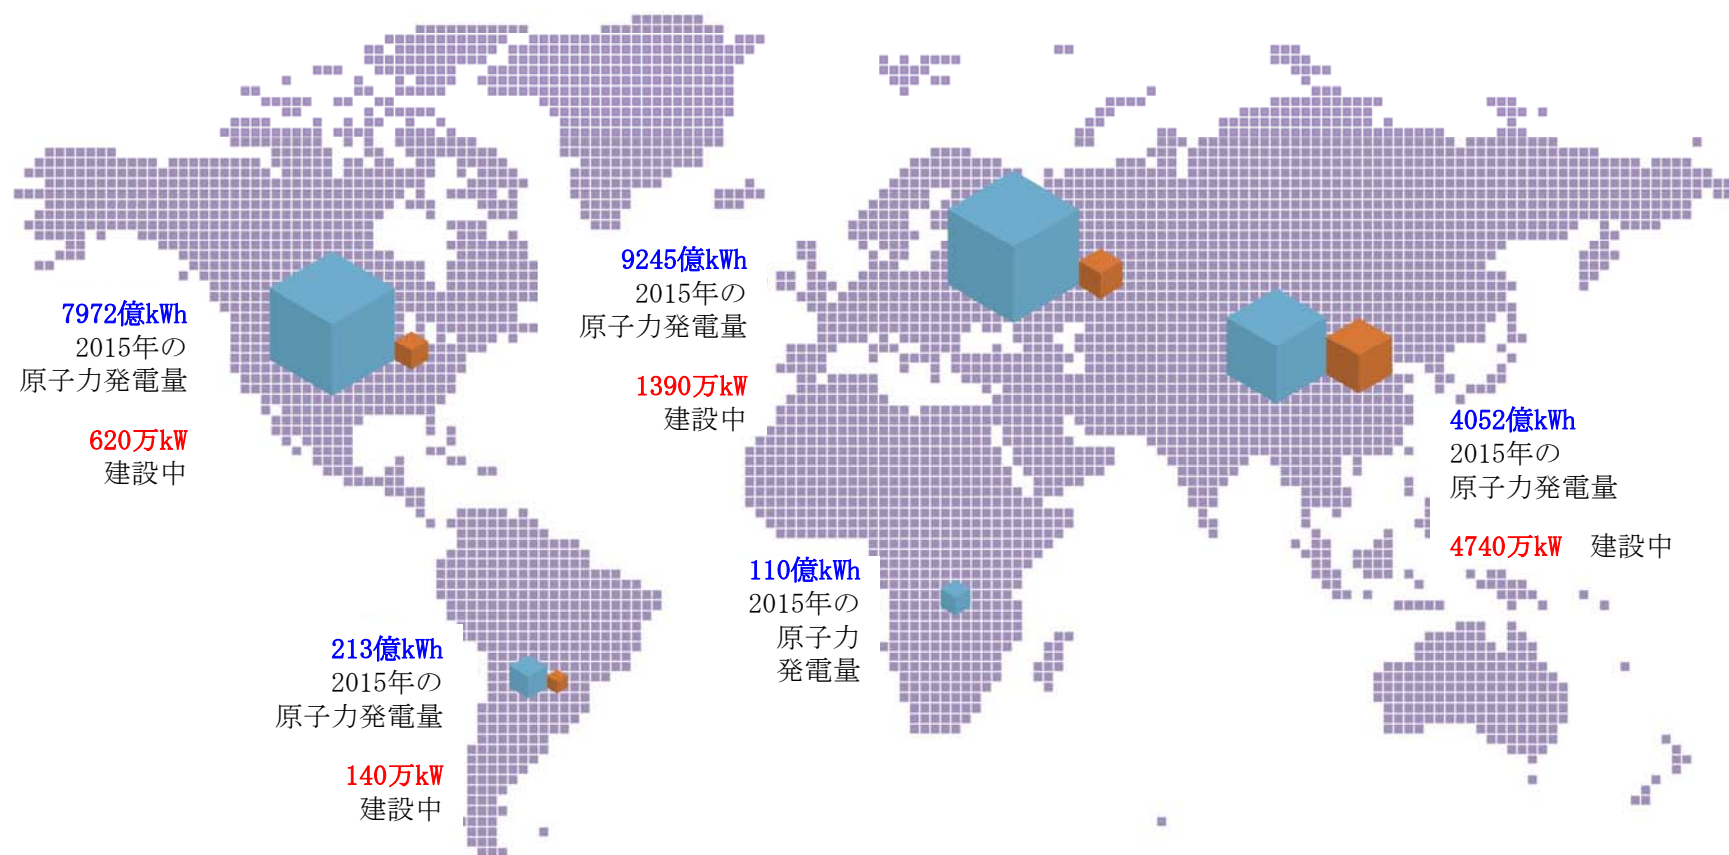 7972億kWh
2015年の
原子力発電量
620万kW
建設中
9245億kWh
2015年の
原子力発電量
1390万kW
建設中
4052億kWh
2015年の
原子力発電量
4740万kW 建設中
110億kWh
2015年の
原子力
発電量
213億kWh
2015年の
原子力発電量
140万kW
建設中